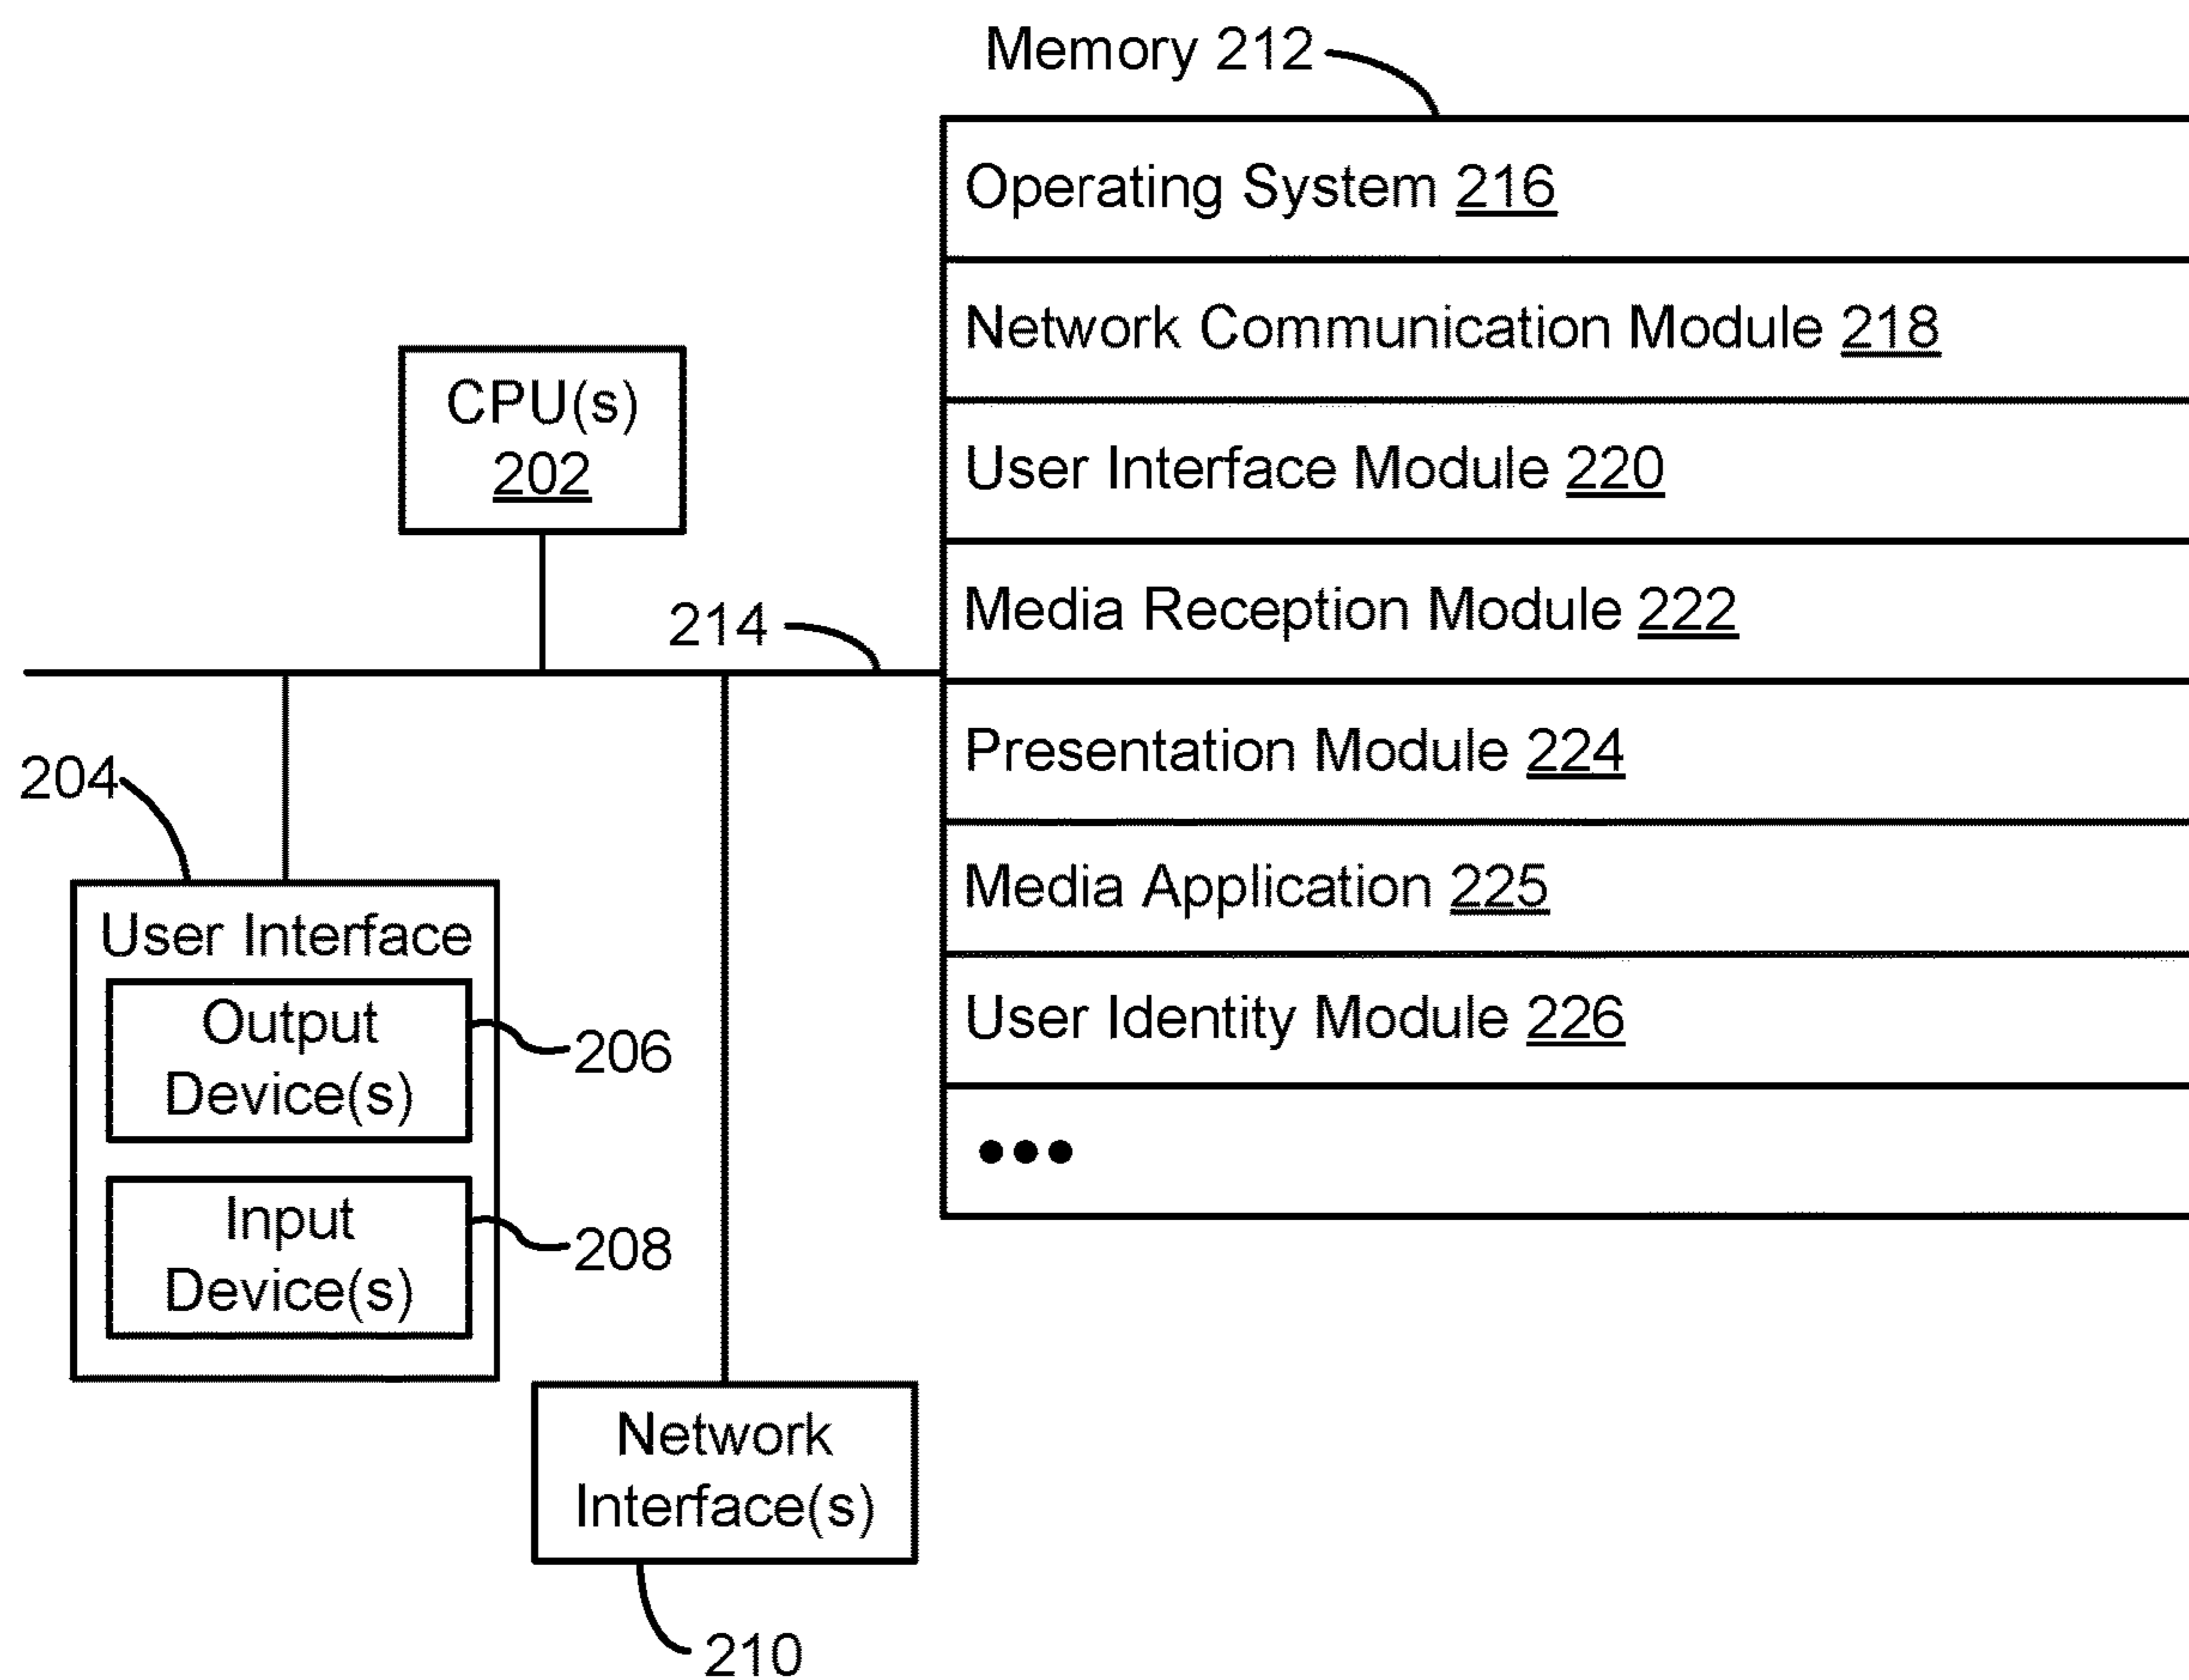 Memory 212
Operating System 216
Network Communication Module 218
User Interface Module 220
Media Reception Module 222
Presentation Module 224
Media Application 225
User Identity Module 226
•••
CPU(s)
202
214
204
User Interface
Output
Device(s)
206
Input
Device(s)
208
Network
Interface(s)
210